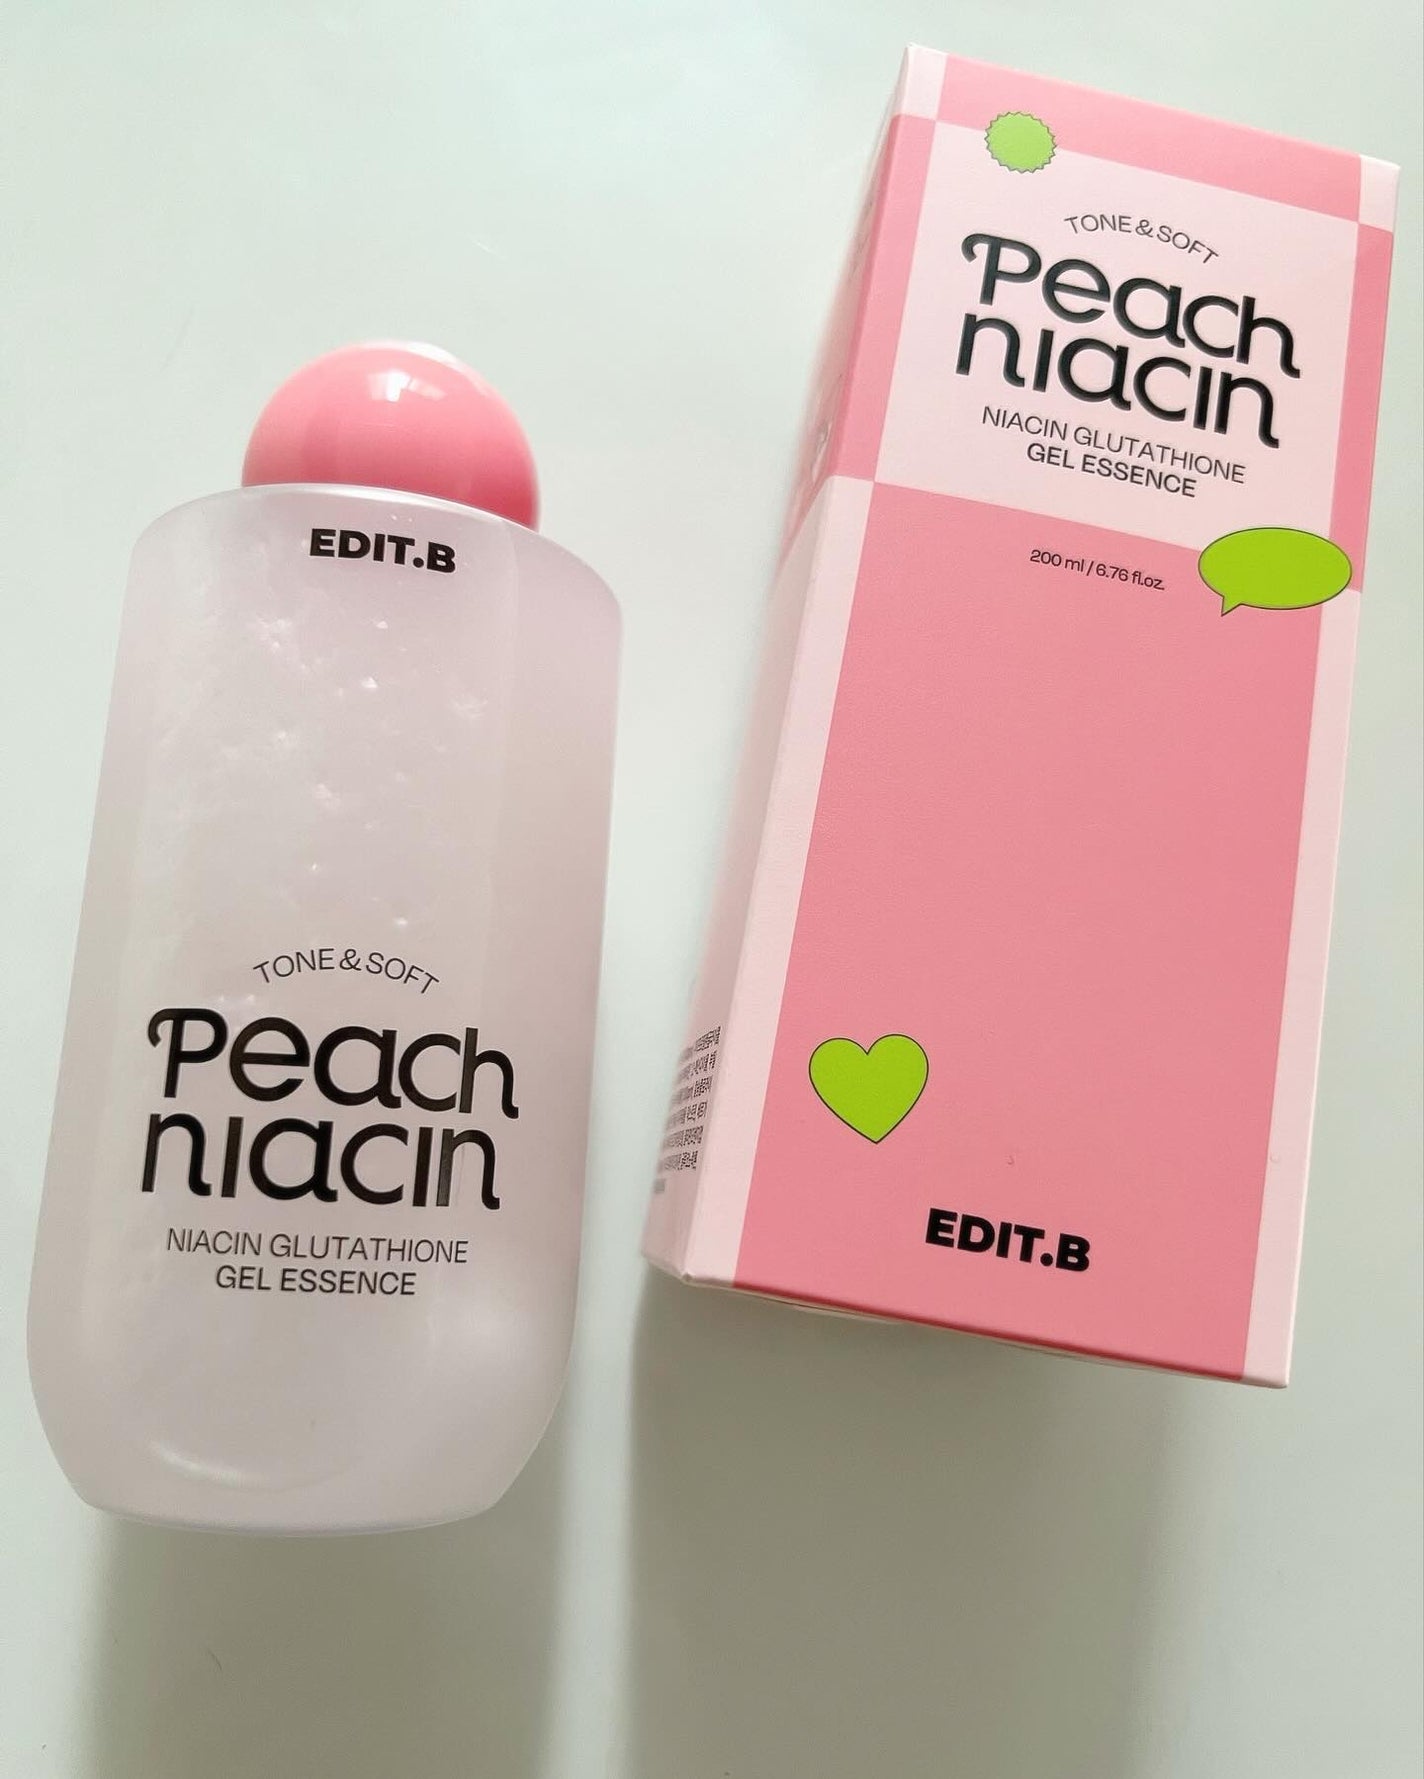 EDIT.B
TONE&SOFT
Peach
niacin
NIACIN GLUTATHIONE
GEL ESSENCE
TONE&SOFT
Peach
niacin
NIACIN GLUTATHIONE
GEL ESSENCE
200 ml / 6.76 fl.oz.
EDIT.B